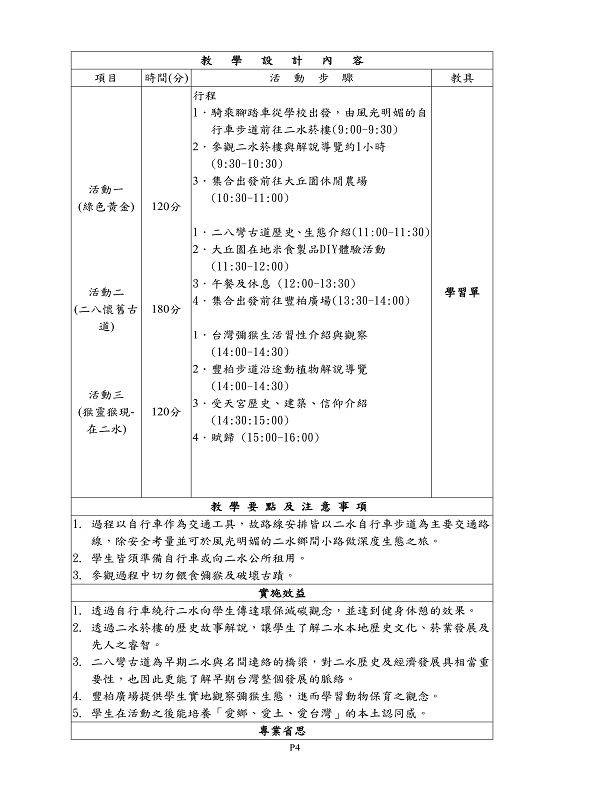 教 學 設 計 內 容
項目 時間(分) 活 動 步 驟 教具
活動一
(綠色黃金)
120分
活動二
(二八懷舊古
道)
180分
活動三
(猴靈猴現-
在二水)
120分
行程
1．騎乘腳踏車從學校出發，由風光明媚的自
行車步道前往二水菸樓(9:00-9:30)
2．參觀二水菸樓與解說導覽約1小時
(9:30-10:30)
3．集合出發前往大丘園休閒農場
(10:30-11:00)
1．二八彎古道歷史、生態介紹(11:00-11:30)
2．大丘園在地米食製品DIY體驗活動
(11:30-12:00)
3．午餐及休息 (12:00-13:30)
4．集合出發前往豐柏廣場(13:30-14:00)
1．台灣彌猴生活習性介紹與觀察
(14:00-14:30)
2．豐柏步道沿途動植物解說導覽
(14:00-14:30)
3．受天宮歷史、建築、信仰介紹
(14:30:15:00)
4．賦歸 (15:00-16:00)
學習單
教 學 要 點 及 注 意 事 項
1. 過程以自行車作為交通工具，故路線安排皆以二水自行車步道為主要交通路
線，除安全考量並可於風光明媚的二水鄉間小路做深度生態之旅。
2. 學生皆須準備自行車或向二水公所租用。
3. 參觀過程中切勿餵食彌猴及破壞古蹟。
實施效益
1. 透過自行車繞行二水向學生傳達環保減碳觀念，並達到健身休憩的效果。
2. 透過二水菸樓的歷史故事解說，讓學生了解二水本地歷史文化、菸業發展及
先人之睿智。
3. 二八彎古道為早期二水與名間連絡的橋梁，對二水歷史及經濟發展具相當重
要性，也因此更能了解早期台灣整個發展的脈絡。
4. 豐柏廣場提供學生實地觀察彌猴生態，進而學習動物保育之觀念。
5. 學生在活動之後能培養「愛鄉、愛土、愛台灣」的本土認同感。
專業省思
P4